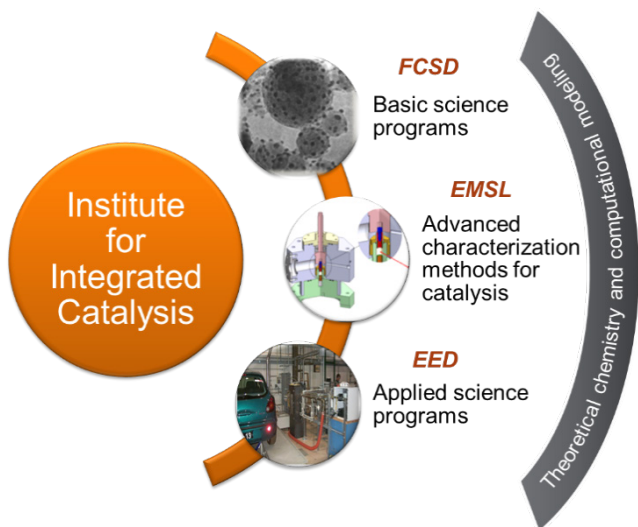 Institute
for
Integrated
Catalysis
FCSD
Basic science
programs
EMSL
Advanced
characterization
methods for
catalysis
EED
Applied science
programs
Theoretical chemistry and computational modeling